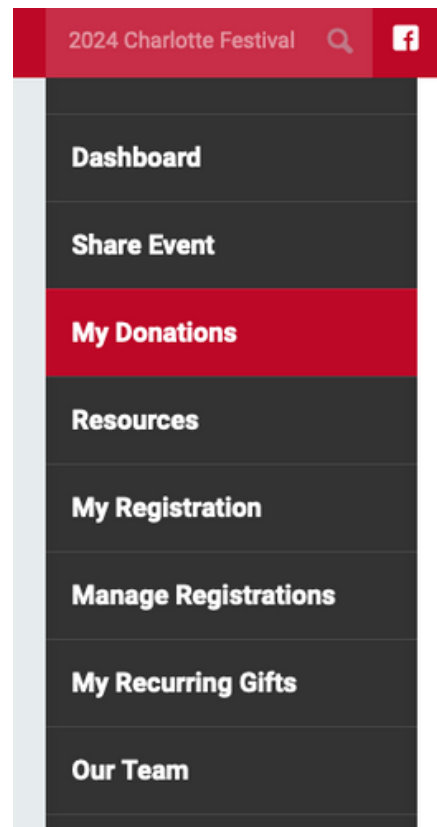 2024 Charlotte Festival
Dashboard
Share Event
My Donations
Resources
My Registration
Manage Registrations
My Recurring Gifts
Our Team